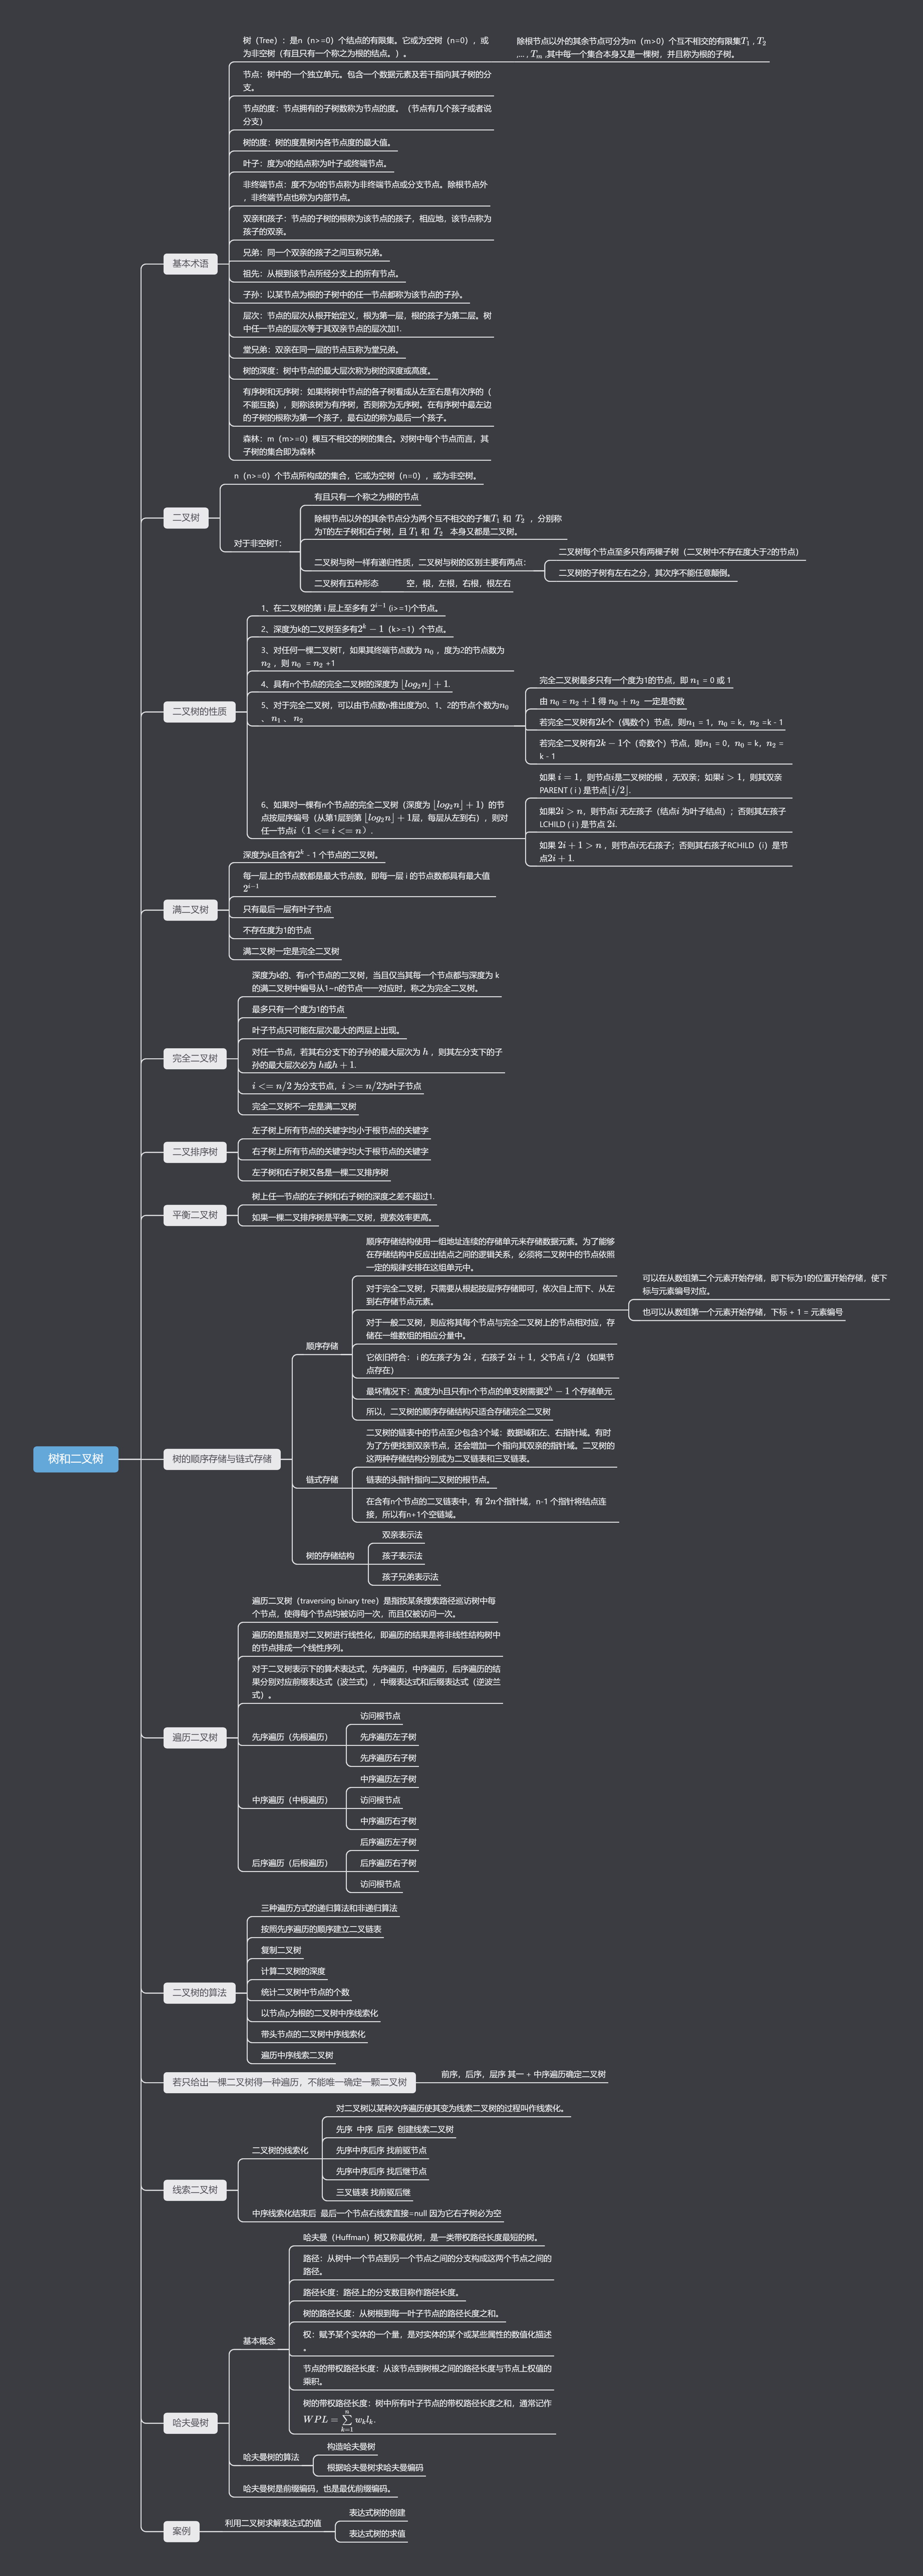 树和二叉树
基本术语
树（Tree）：是n（n>=0）个结点的有限集。它或为空树（n=0），或
为非空树（有且只有一个称之为根的结点。）。
除根节点以外的其余节点可分为m（m>0）个互不相交的有限集T₁ , T₂
,... , Tₘ ,其中每一个集合本身又是一棵树，并且称为根的子树。
节点：树中的一个独立单元。包含一个数据元素及若干指向其子树的分
支。
节点的度：节点拥有的子树数称为节点的度。（节点有几个孩子或者说
分支）
树的度：树的度是树内各节点度的最大值。
叶子：度为0的结点称为叶子或终端节点。
非终端节点：度不为0的节点称为非终端节点或分支节点。除根节点外
，非终端节点也称为内部节点。
双亲和孩子：节点的子树的根称为该节点的孩子，相应地，该节点称为
孩子的双亲。
兄弟：同一个双亲的孩子之间互称兄弟。
祖先：从根到该节点所经分支上的所有节点。
子孙：以某节点为根的子树中的任一节点都称为该节点的子孙。
层次：节点的层次从根开始定义，根为第一层，根的孩子为第二层。树
中任一节点的层次等于其双亲节点的层次加1.
堂兄弟：双亲在同一层的节点互称为堂兄弟。
树的深度：树中节点的最大层次称为树的深度或高度。
有序树和无序树：如果将树中节点的各子树看成从左至右是有次序的（
不能互换），则称该树为有序树，否则称为无序树。在有序树中最左边
的子树的根称为第一个孩子，最右边的称为最后一个孩子。
森林：m（m>=0）棵互不相交的树的集合。对树中每个节点而言，其
子树的集合即为森林
二叉树
n（n>=0）个节点所构成的集合，它或为空树（n=0），或为非空树。
对于非空树T：
有且只有一个称之为根的节点
除根节点以外的其余节点分为两个互不相交的子集T₁ 和 T₂ ，分别称
为T的左子树和右子树，且 T₁ 和 T₂ 本身又都是二叉树。
二叉树与树一样有递归性质，二叉树与树的区别主要有两点：
二叉树每个节点至多只有两棵子树（二叉树中不存在度大于2的节点）
二叉树的子树有左右之分，其次序不能任意颠倒。
二叉树有五种形态
空，根，左根，右根，根左右
二叉树的性质
1、在二叉树的第 i 层上至多有 2^{i-1} (i>=1)个节点。
2、深度为k的二叉树至多有2^k − 1（k>=1）个节点。
3、对任何一棵二叉树T，如果其终端节点数为 n₀ ，度为2的节点数为
n₂ ，则 n₀ = n₂ +1
4、具有n个节点的完全二叉树的深度为 ⌊log₂n⌋ + 1.
5、对于完全二叉树，可以由节点数n推出度为0、1、2的节点个数为n₀
、 n₁ 、 n₂
完全二叉树最多只有一个度为1的节点，即 n₁ = 0 或 1
由 n₀ = n₂ + 1 得 n₀ + n₂ 一定是奇数
若完全二叉树有2k个（偶数个）节点，则n₁ = 1，n₀ = k，n₂ =k - 1
若完全二叉树有2k − 1个（奇数个）节点，则n₁ = 0，n₀ = k，n₂ =
k - 1
6、如果对一棵有n个节点的完全二叉树（深度为 ⌊log₂n⌋ + 1）的节
点按层序编号（从第1层到第 ⌊log₂n⌋ + 1层，每层从左到右），则对
任一节点i（1 <= i <= n）.
如果 i = 1，则节点i是二叉树的根 ，无双亲；如果i > 1，则其双亲
PARENT ( i ) 是节点⌊i/2⌋.
如果2i > n，则节点i 无左孩子（结点i 为叶子结点）；否则其左孩子
LCHILD ( i ) 是节点 2i.
如果 2i + 1 > n ，则节点i无右孩子；否则其右孩子RCHILD（i）是节
点2i + 1.
满二叉树
深度为k且含有2^k - 1 个节点的二叉树。
每一层上的节点数都是最大节点数，即每一层 i 的节点数都具有最大值
2^{i−1}
只有最后一层有叶子节点
不存在度为1的节点
满二叉树一定是完全二叉树
完全二叉树
深度为k的、有n个节点的二叉树，当且仅当其每一个节点都与深度为 k
的满二叉树中编号从1~n的节点一一对应时，称之为完全二叉树。
最多只有一个度为1的节点
叶子节点只可能在层次最大的两层上出现。
对任一节点，若其右分支下的子孙的最大层次为 h ，则其左分支下的子
孙的最大层次必为 h或h + 1.
i <= n/2 为分支节点，i >= n/2为叶子节点
完全二叉树不一定是满二叉树
二叉排序树
左子树上所有节点的关键字均小于根节点的关键字
右子树上所有节点的关键字均大于根节点的关键字
左子树和右子树又各是一棵二叉排序树
平衡二叉树
树上任一节点的左子树和右子树的深度之差不超过1.
如果一棵二叉排序树是平衡二叉树，搜索效率更高。
树的顺序存储与链式存储
顺序存储
顺序存储结构使用一组地址连续的存储单元来存储数据元素。为了能够
在存储结构中反应出结点之间的逻辑关系，必须将二叉树中的节点依照
一定的规律安排在这组单元中。
对于完全二叉树，只需要从根起按层序存储即可，依次自上而下、从左
到右存储节点元素。
可以在从数组第二个元素开始存储，即下标为1的位置开始存储，使下
标与元素编号对应。
也可以从数组第一个元素开始存储，下标 + 1 = 元素编号
对于一般二叉树，则应将其每个节点与完全二叉树上的节点相对应，存
储在一维数组的相应分量中。
它依旧符合： i 的左孩子为 2i ，右孩子 2i + 1，父节点 i/2 （如果节
点存在）
最坏情况下：高度为h且只有h个节点的单支树需要2^h − 1 个存储单元
所以，二叉树的顺序存储结构只适合存储完全二叉树
链式存储
二叉树的链表中的节点至少包含3个域：数据域和左、右指针域。有时
为了方便找到双亲节点，还会增加一个指向其双亲的指针域。二叉树的
这两种存储结构分别成为二叉链表和三叉链表。
链表的头指针指向二叉树的根节点。
在含有n个节点的二叉链表中，有 2n个指针域，n-1 个指针将结点连
接，所以有n+1个空链域。
树的存储结构
双亲表示法
孩子表示法
孩子兄弟表示法
遍历二叉树
遍历二叉树（traversing binary tree）是指按某条搜索路径巡访树中每
个节点，使得每个节点均被访问一次，而且仅被访问一次。
遍历的是指是对二叉树进行线性化，即遍历的结果是将非线性结构树中
的节点排成一个线性序列。
对于二叉树表示下的算术表达式，先序遍历，中序遍历，后序遍历的结
果分别对应前缀表达式（波兰式），中缀表达式和后缀表达式（逆波兰
式）。
先序遍历（先根遍历）
访问根节点
先序遍历左子树
先序遍历右子树
中序遍历（中根遍历）
中序遍历左子树
访问根节点
中序遍历右子树
后序遍历（后根遍历）
后序遍历左子树
后序遍历右子树
访问根节点
二叉树的算法
三种遍历方式的递归算法和非递归算法
按照先序遍历的顺序建立二叉链表
复制二叉树
计算二叉树的深度
统计二叉树中节点的个数
以节点p为根的二叉树中序线索化
带头节点的二叉树中序线索化
遍历中序线索二叉树
若只给出一棵二叉树得一种遍历，不能唯一确定一颗二叉树
前序，后序，层序 其一 + 中序遍历确定二叉树
线索二叉树
二叉树的线索化
对二叉树以某种次序遍历使其变为线索二叉树的过程叫作线索化。
先序 中序 后序 创建线索二叉树
先序中序后序 找前驱节点
先序中序后序 找后继节点
三叉链表 找前驱后继
中序线索化结束后 最后一个节点右线索直接=null 因为它右子树必为空
哈夫曼树
基本概念
哈夫曼（Huffman）树又称最优树，是一类带权路径长度最短的树。
路径：从树中一个节点到另一个节点之间的分支构成这两个节点之间的
路径。
路径长度：路径上的分支数目称作路径长度。
树的路径长度：从树根到每一叶子节点的路径长度之和。
权：赋予某个实体的一个量，是对实体的某个或某些属性的数值化描述
。
节点的带权路径长度：从该节点到树根之间的路径长度与节点上权值的
乘积。
树的带权路径长度：树中所有叶子节点的带权路径长度之和，通常记作
WPL = ∑_{k=1}^{n} w_k l_k.
哈夫曼树的算法
构造哈夫曼树
根据哈夫曼树求哈夫曼编码
哈夫曼树是前缀编码，也是最优前缀编码。
案例
利用二叉树求解表达式的值
表达式树的创建
表达式树的求值